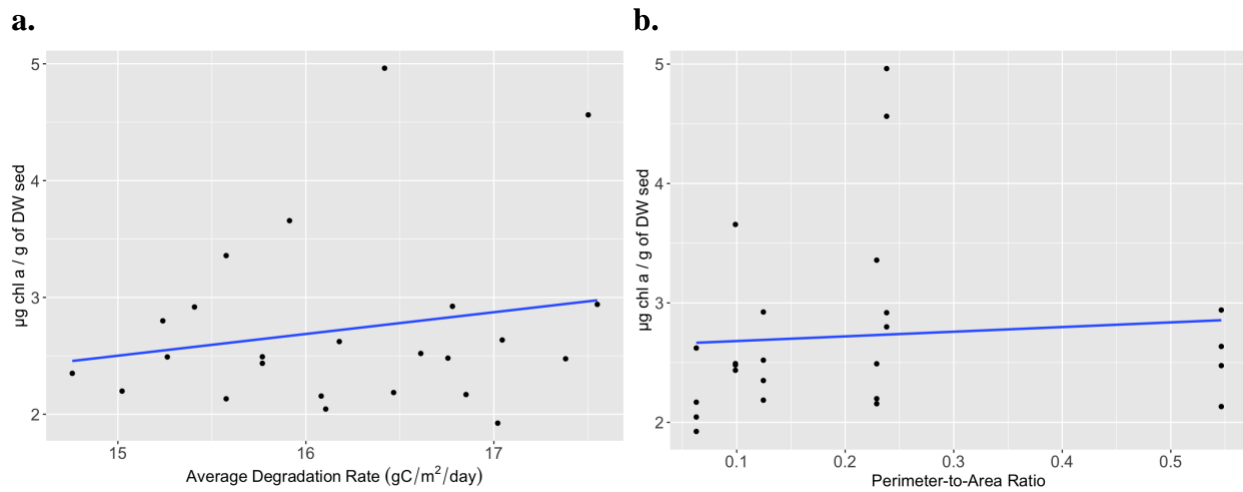 a.
b.
5
4
3
2
µg chl a / g of DW sed
15
16
17
Average Degradation Rate (gC/m²/day)
5
4
3
2
µg chl a / g of DW sed
0.1
0.2
0.3
0.4
0.5
Perimeter-to-Area Ratio